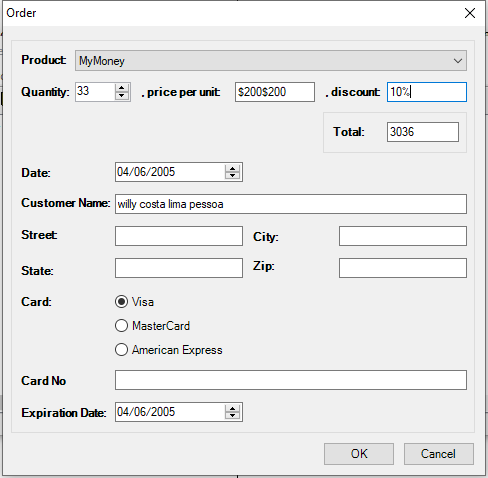 Order
Product: MyMoney
Quantity: 33 , price per unit: $200$200 , discount: 10%
Total: 3036
Date: 04/06/2005
Customer Name: willy costa lima pessoa
Street: City:
State: Zip:
Card: Visa
MasterCard
American Express
Card No
Expiration Date: 04/06/2005
OK Cancel